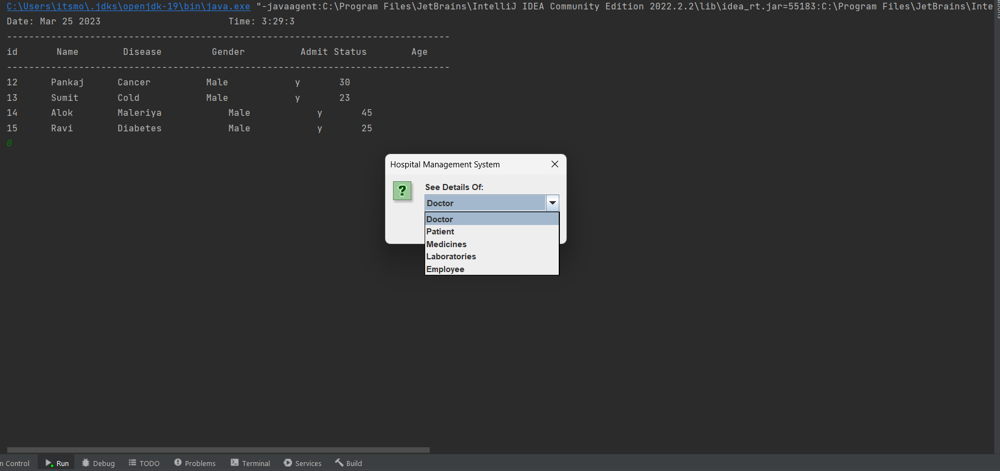 C:\Users\itsmo\.jdks\openjdk-19\bin\java.exe "-javaagent:C:\Program Files\JetBrains\IntelliJ IDEA Community Edition 2022.2.2\lib\idea_rt.jar=55183:C:\Program Files\JetBrains\Inte
Date: Mar 25 2023 Time: 3:29:3
--------------------------------------------------------------------------------
id Name Disease Gender Admit Status Age
--------------------------------------------------------------------------------
12 Pankaj Cancer Male y 30
13 Sumit Cold Male y 23
14 Alok Maleriya Male y 45
15 Ravi Diabetes Male y 25
0
Hospital Management System
See Details Of:
Doctor
Doctor
Patient
Medicines
Laboratories
Employee
n Control Run Debug TODO Problems Terminal Services Build